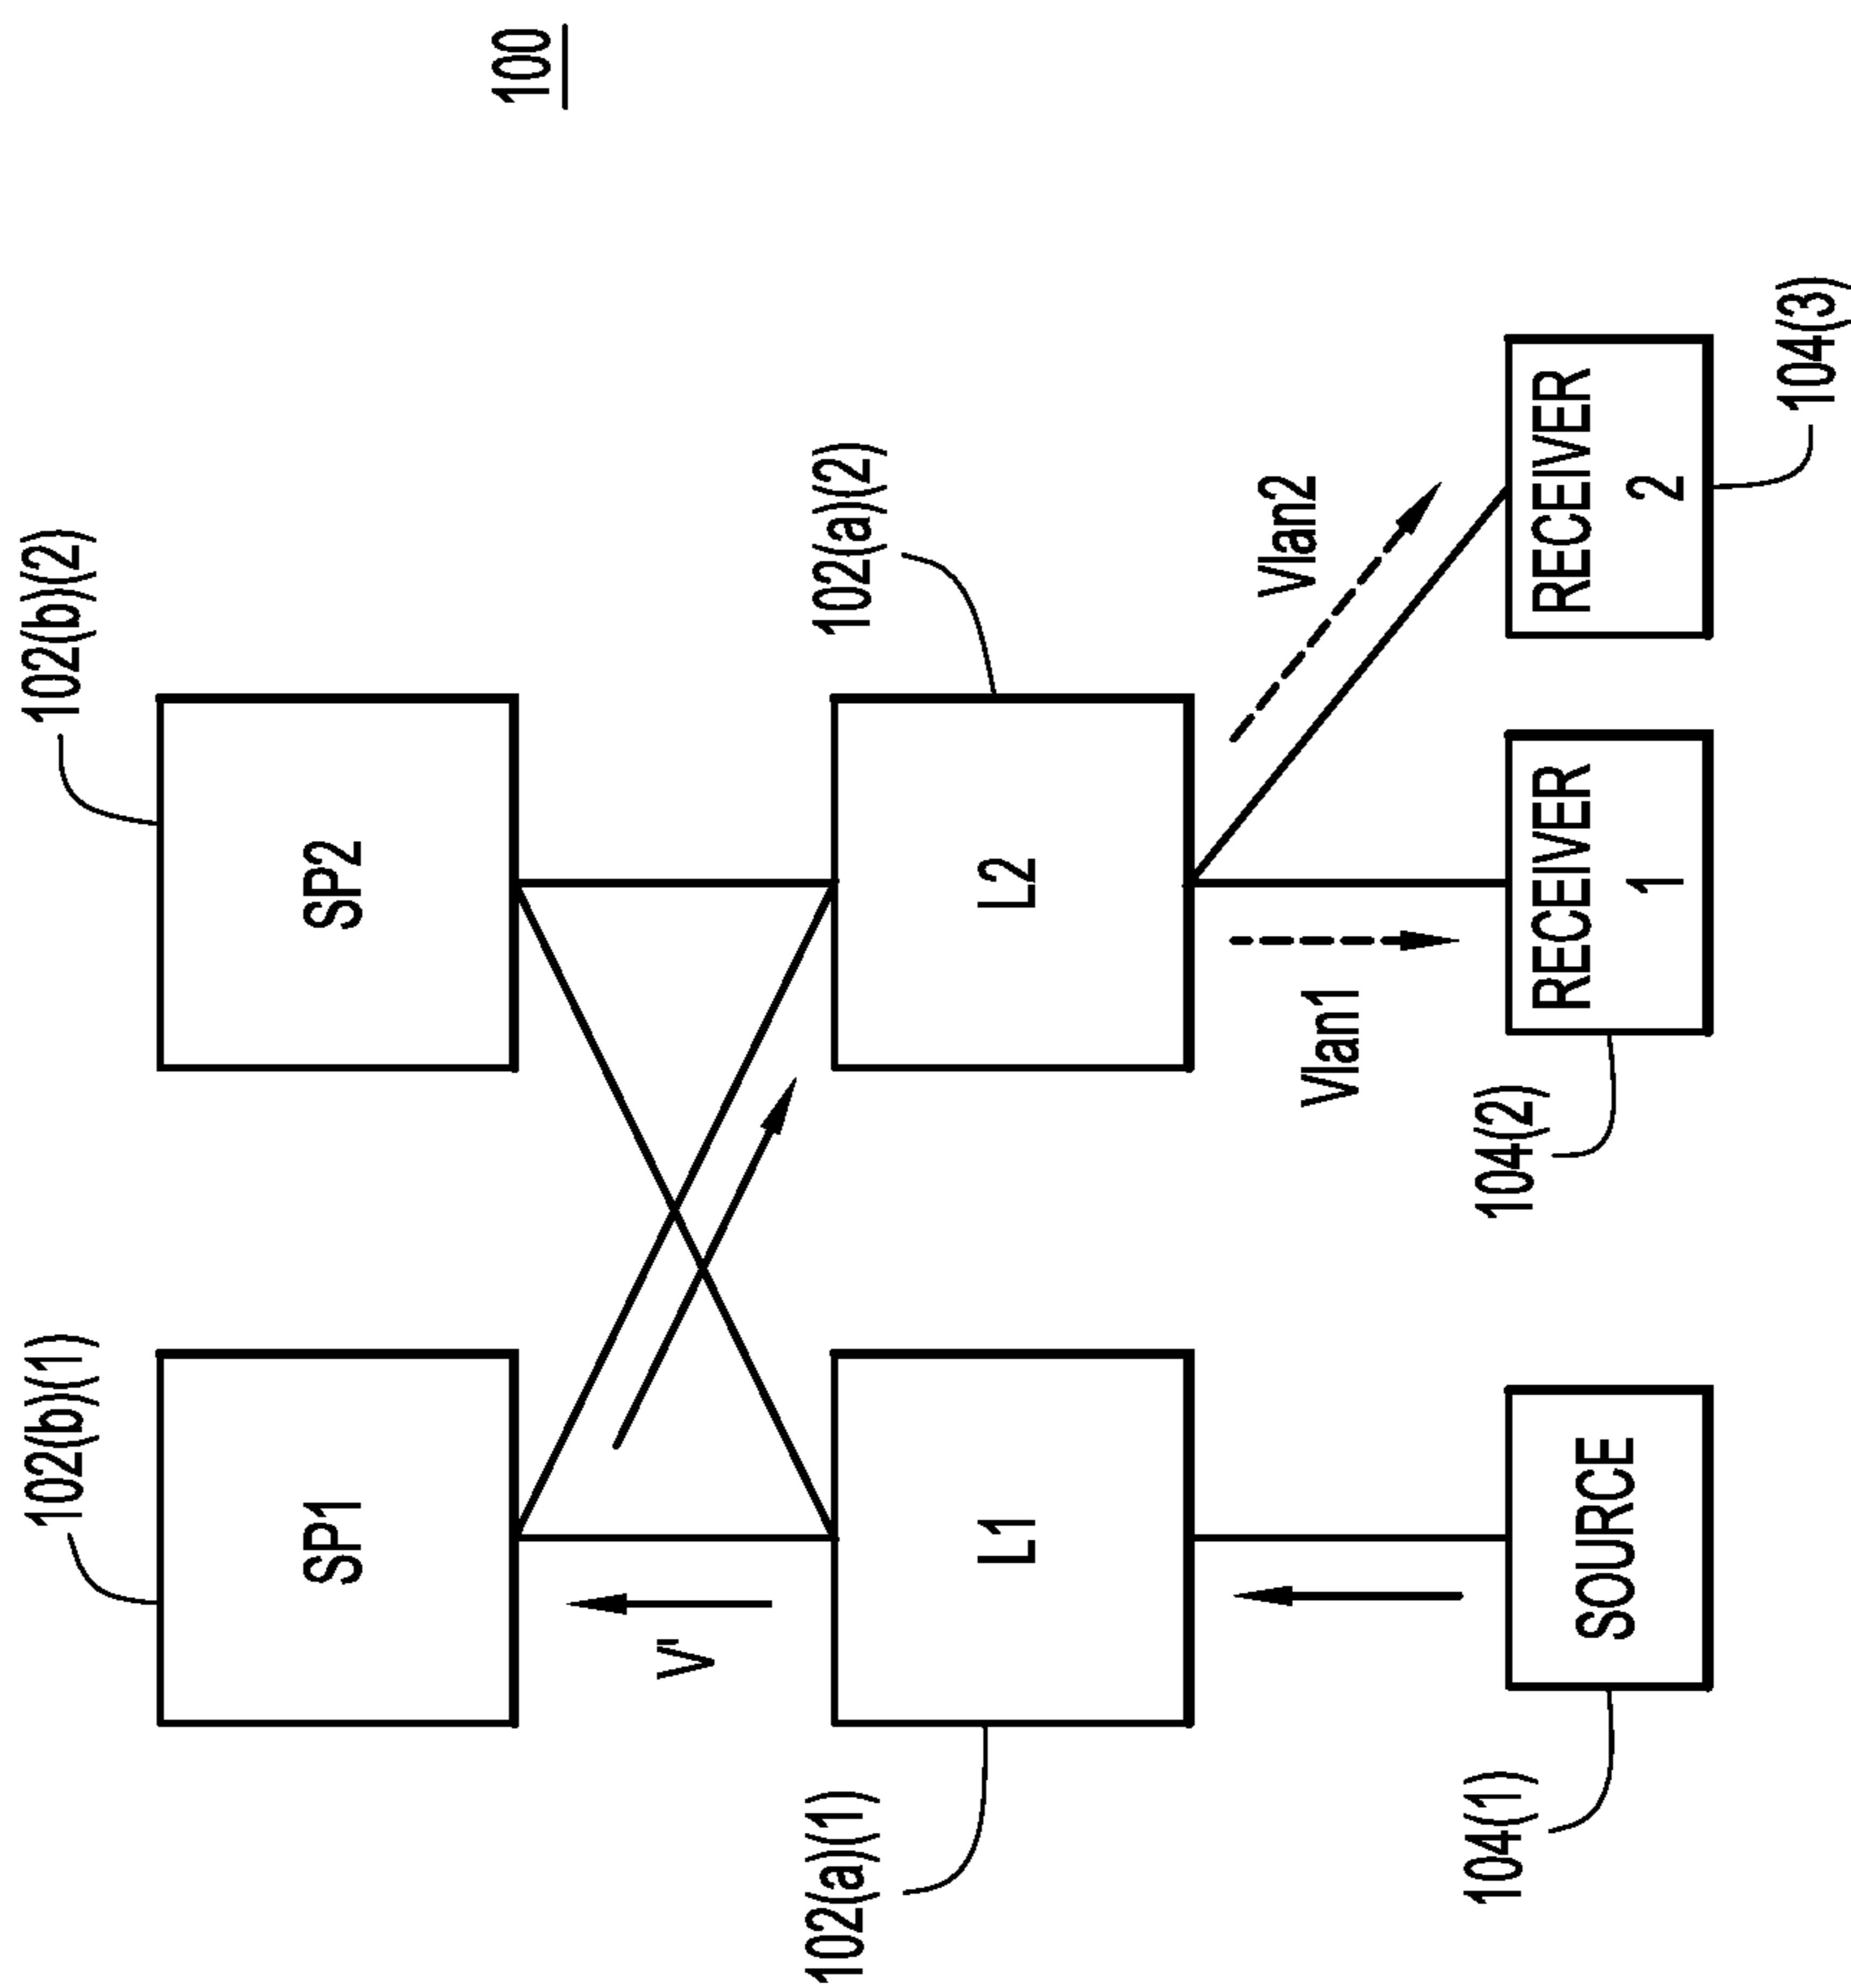 102(b)(1)
102(b)(2)
SP1
SP2
100
V'
102(a)(1)
102(a)(2)
L1
L2
Vlan1
Vlan2
104(1)
SOURCE
104(2)
RECEIVER
1
RECEIVER
2
104(3)